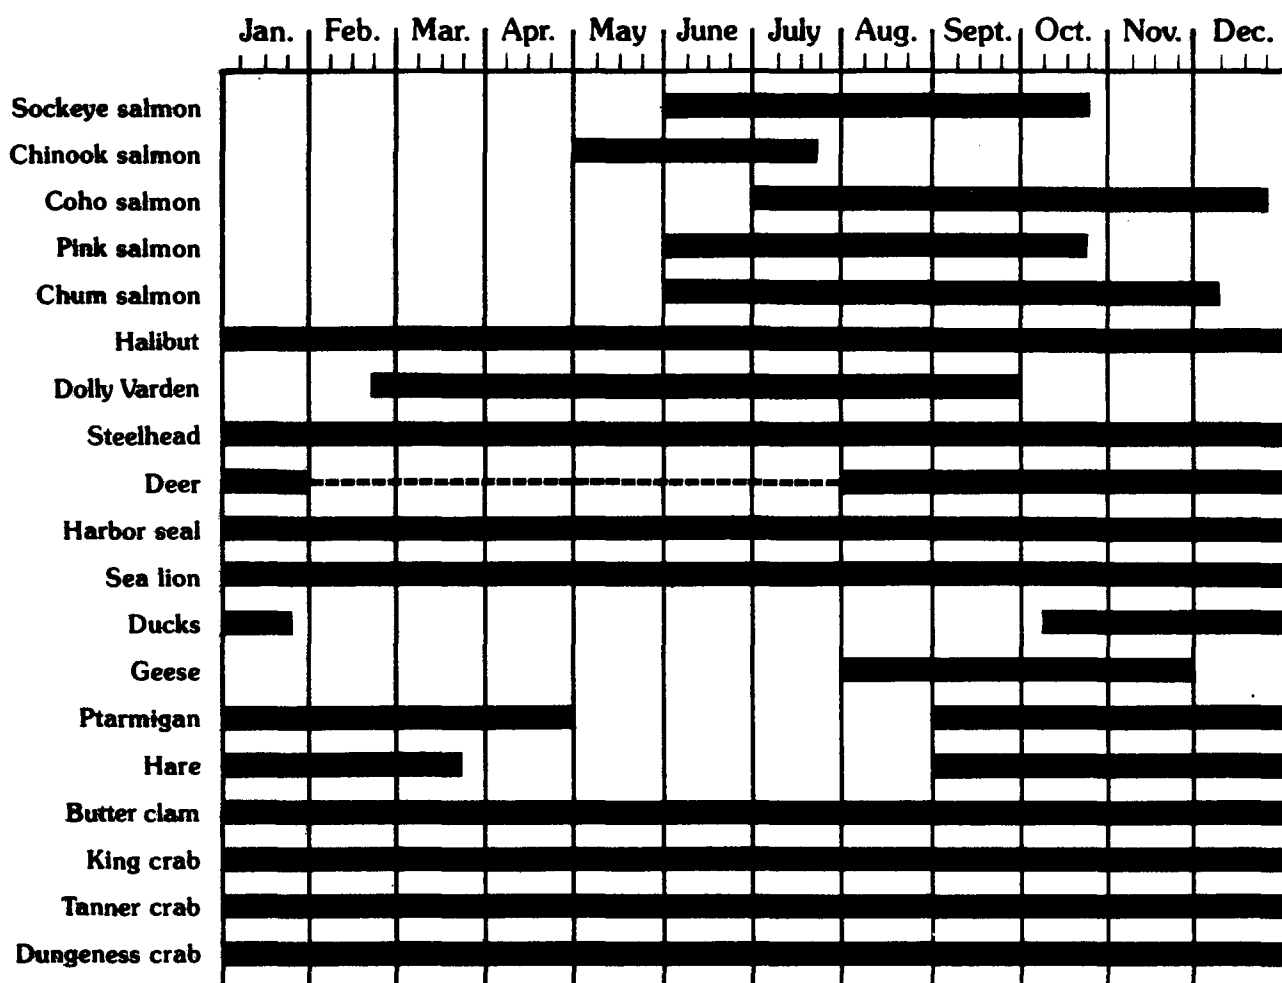 Jan. Feb. Mar. Apr. May June July Aug. Sept. Oct. Nov. Dec.
Sockeye salmon
Chinook salmon
Coho salmon
Pink salmon
Chum salmon
Halibut
Dolly Varden
Steelhead
Deer
Harbor seal
Sea lion
Ducks
Geese
Ptarmigan
Hare
Butter clam
King crab
Tanner crab
Dungeness crab